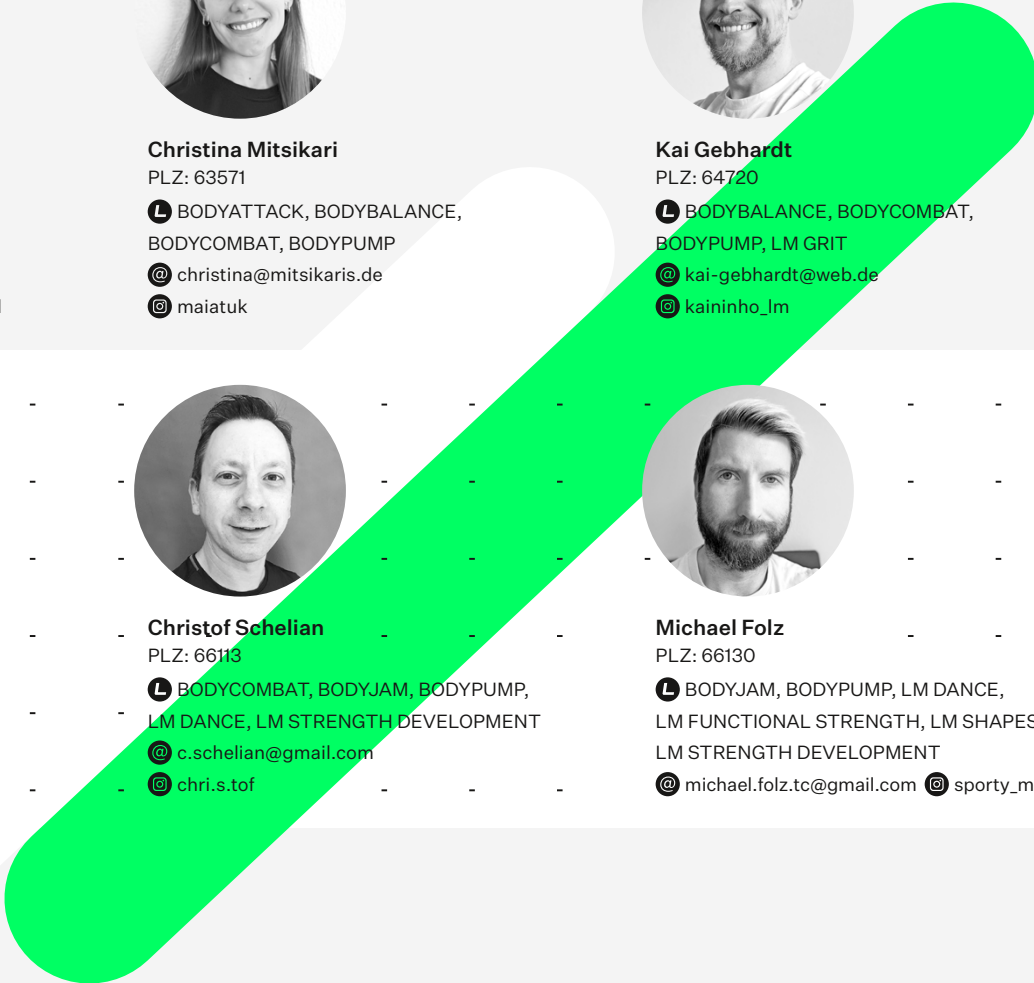 Christina Mitsikari
PLZ: 63571
BODYATTACK, BODYBALANCE,
BODYCOMBAT, BODYPUMP
christina@mitsikaris.de
maiatuk
Kai Gebhardt
PLZ: 64720
BODYBALANCE, BODYCOMBAT,
BODYPUMP, LM GRIT
kai-gebhardt@web.de
kaininho_lm
Christof Schelian
PLZ: 66113
BODYCOMBAT, BODYJAM, BODYPUMP,
LM DANCE, LM STRENGTH DEVELOPMENT
c.schelian@gmail.com
chri.s.tof
Michael Folz
PLZ: 66130
BODYJAM, BODYPUMP, LM DANCE,
LM FUNCTIONAL STRENGTH, LM SHAPES
LM STRENGTH DEVELOPMENT
michael.folz.tc@gmail.com sporty_m